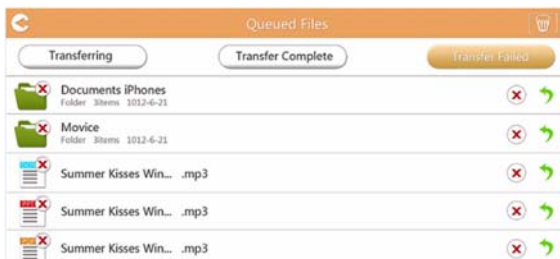 Queued Files
Transferring Transfer Complete Transfer Failed
Documents iPhones
Folder 3items 1012-6-21
Movice
Folder 3items 1012-6-21
Summer Kisses Win... .mp3
Summer Kisses Win... .mp3
Summer Kisses Win... .mp3